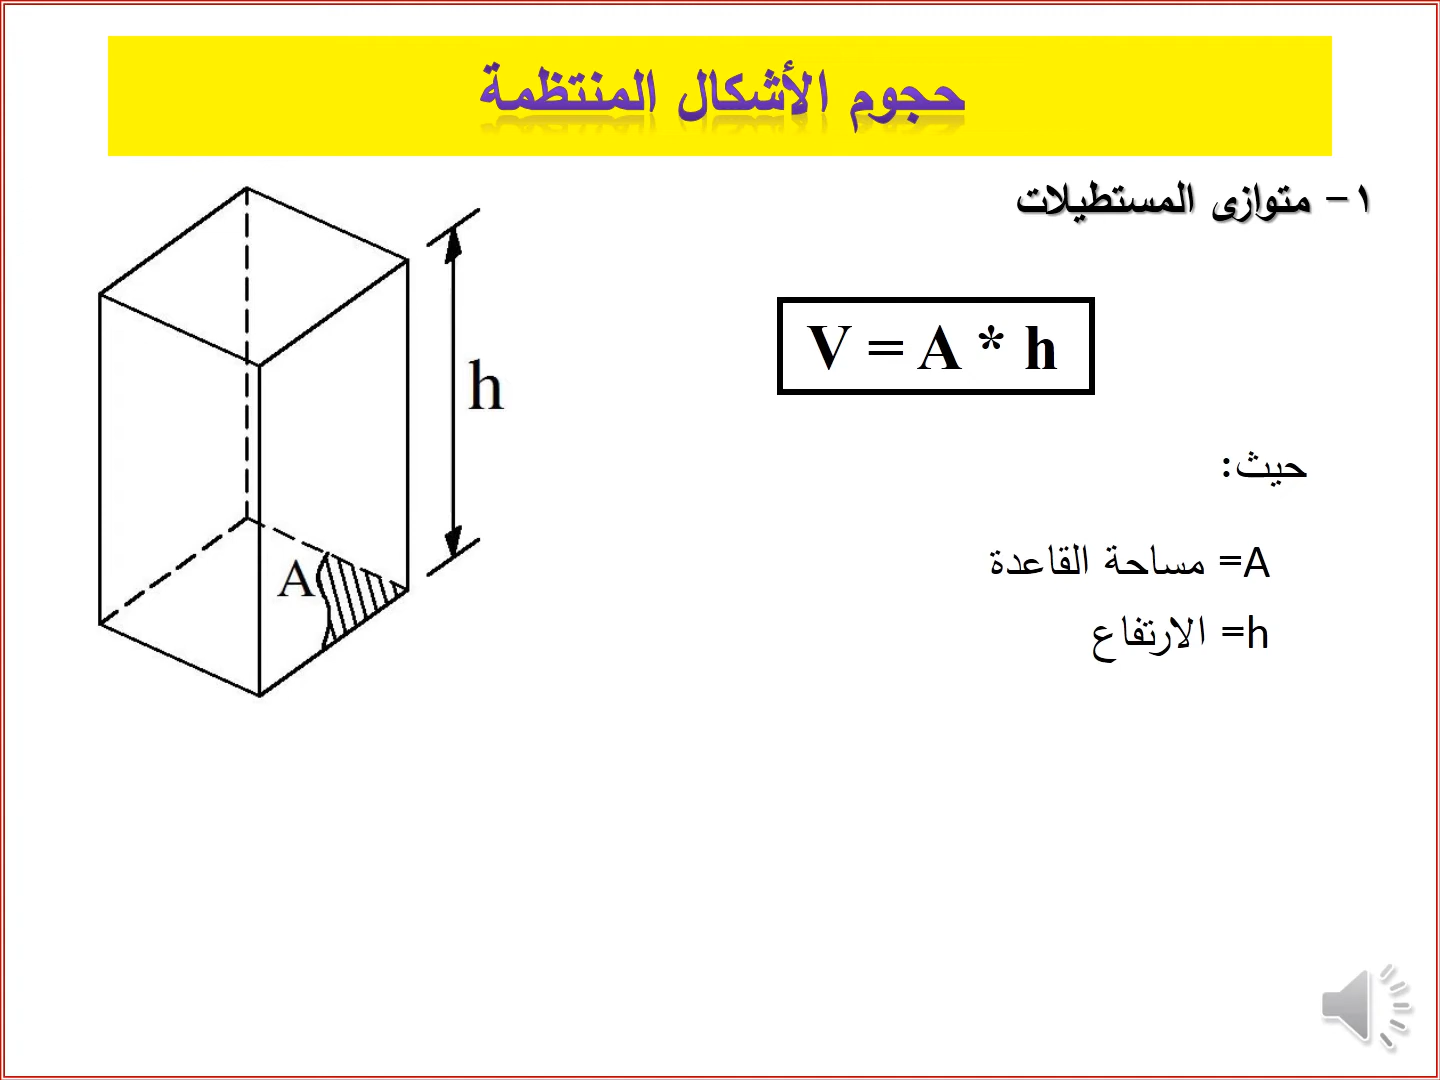 حجوم الأشكال المنتظمة
١- متوازى المستطيلات
V = A * h
h
حيث:
A= مساحة القاعدة
A
h= الارتفاع